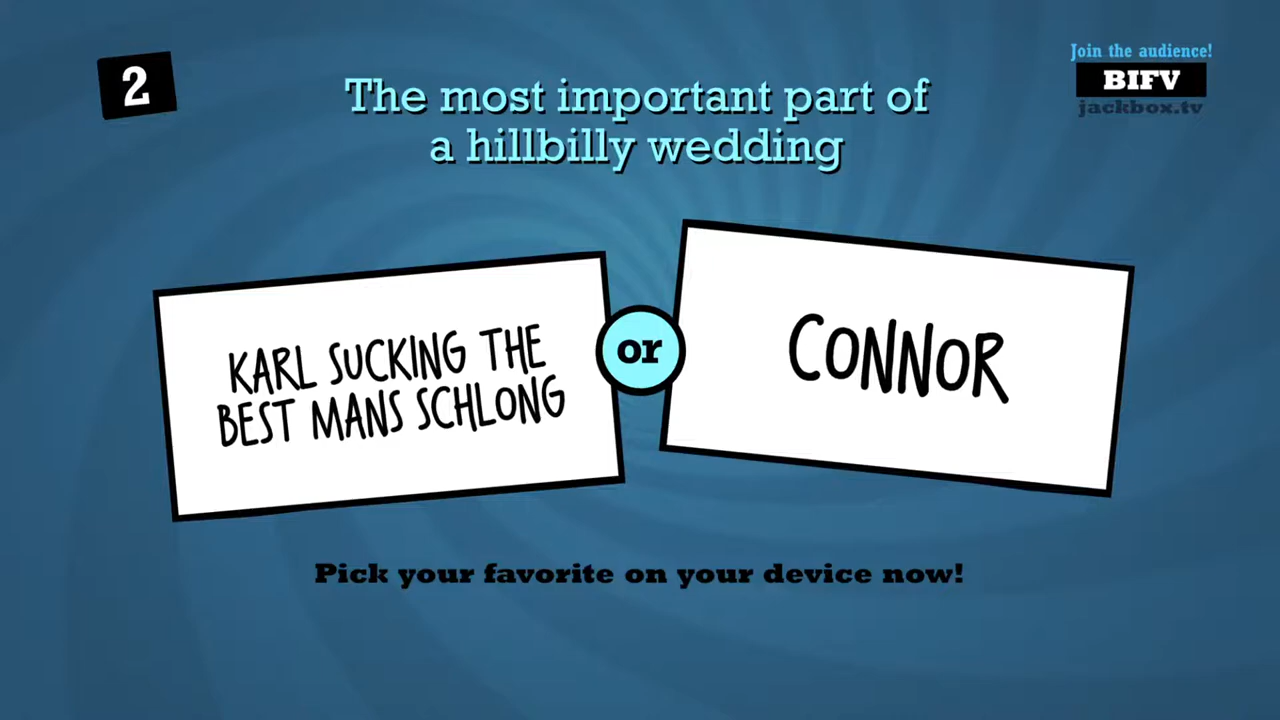 2
Join the audience!
BIFV
jackbox.tv
The most important part of
a hillbilly wedding
KARL SUCKING THE
BEST MANS SCHLONG
or
CONNOR
Pick your favorite on your device now!